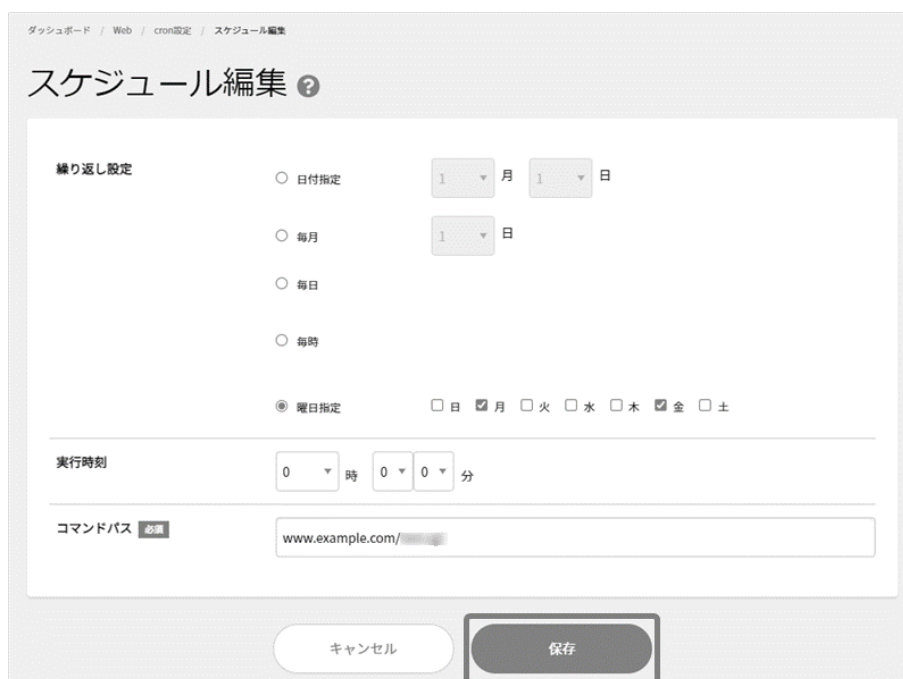 ダッシュボード / Web / cron設定 / スケジュール編集
スケジュール編集 ?
繰り返し設定
日付指定 1 月 1 日
毎月 1 日
毎日
毎時
曜日指定 日 月 火 水 木 金 土
実行時刻
0 時 0 0 分
コマンドパス 必須
www.example.com/
キャンセル 保存